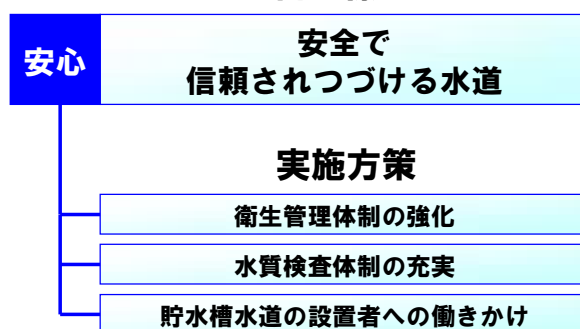 安心
安全で
信頼されつづける水道
実施方策
衛生管理体制の強化
水質検査体制の充実
貯水槽水道の設置者への働きかけ